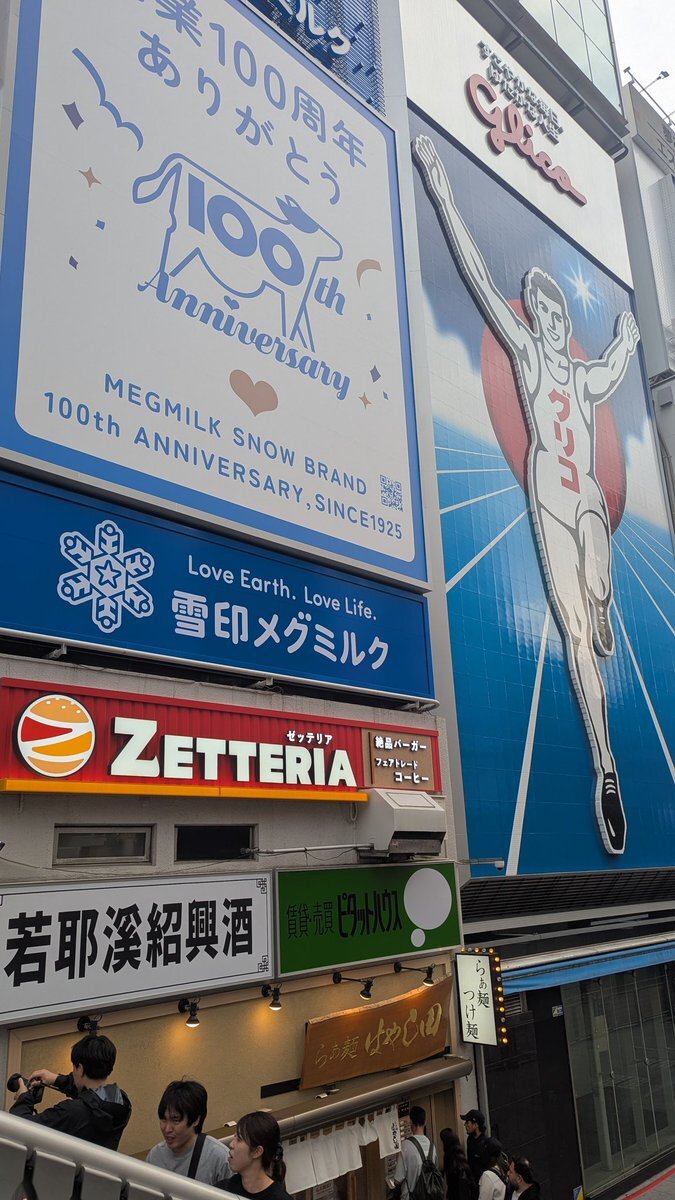 業100周年
ありがとう
100th
Anniversary
MEGMILK SNOW BRAND
100th ANNIVERSARY, SINCE1925
ミルク
Glico
グリコ
Love Earth. Love Life.
雪印メグミルク
ゼッテリア
ZETTERIA
絶品バーガー
フェアトレード
コーヒー
若耶溪紹興酒
賃貸・売買 ピタットハウス
らぁ麺
つけ麺
らぁ麺 はやし田